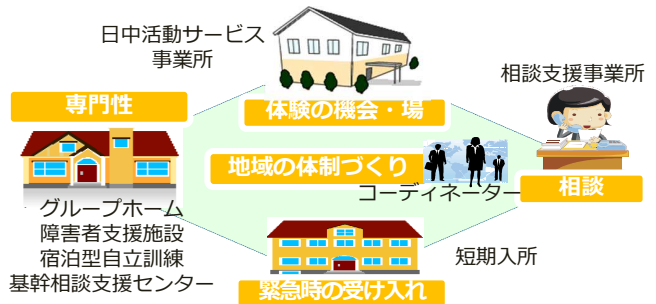 日中活動サービス
事業所
体験の機会・場
相談支援事業所
専門性
地域の体制づくり
コーディネーター
相談
グループホーム
障害者支援施設
宿泊型自立訓練
基幹相談支援センター
短期入所
緊急時の受け入れ